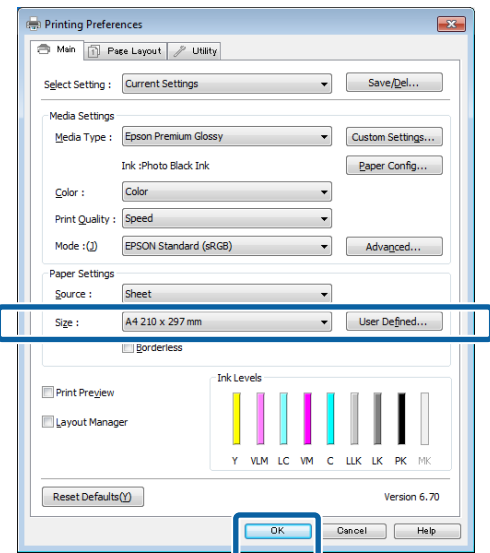 Printing Preferences
Main Page Layout Utility
Select Setting : Current Settings Save/Del...
Media Settings
Media Type : Epson Premium Glossy Custom Settings...
Ink :Photo Black Ink Paper Config...
Color : Color
Print Quality : Speed
Mode :(J) EPSON Standard (sRGB) Advanced...
Paper Settings
Source : Sheet
Size : A4 210 x 297 mm User Defined...
Borderless
Ink Levels
Print Preview
Layout Manager
Y VLM LC VM C LLK LK PK MK
Reset Defaults(Y) Version 6.70
OK Cancel Help